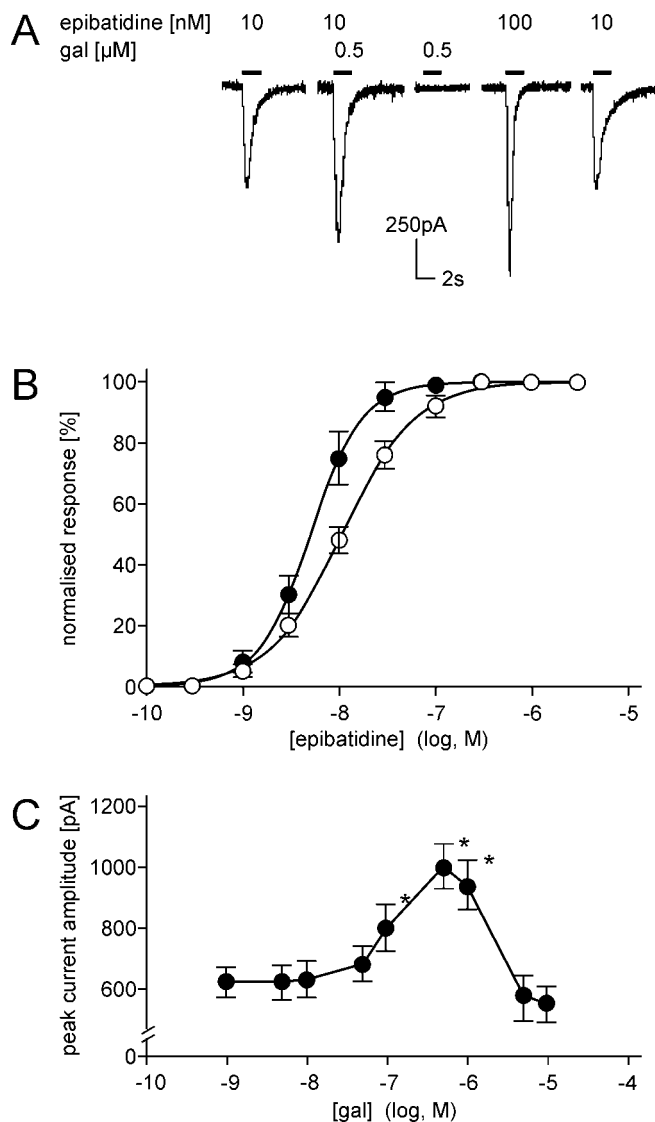 A
epibatidine [nM] 10 10 100 10
gal [µM] 0.5 0.5
250pA
2s
B
normalised response [%]
100
80
60
40
20
0
-10 -9 -8 -7 -6 -5
[epibatidine] (log, M)
C
peak current amplitude [pA]
1200
1000
800
600
0
* * *
-10 -9 -8 -7 -6 -5 -4
[gal] (log, M)